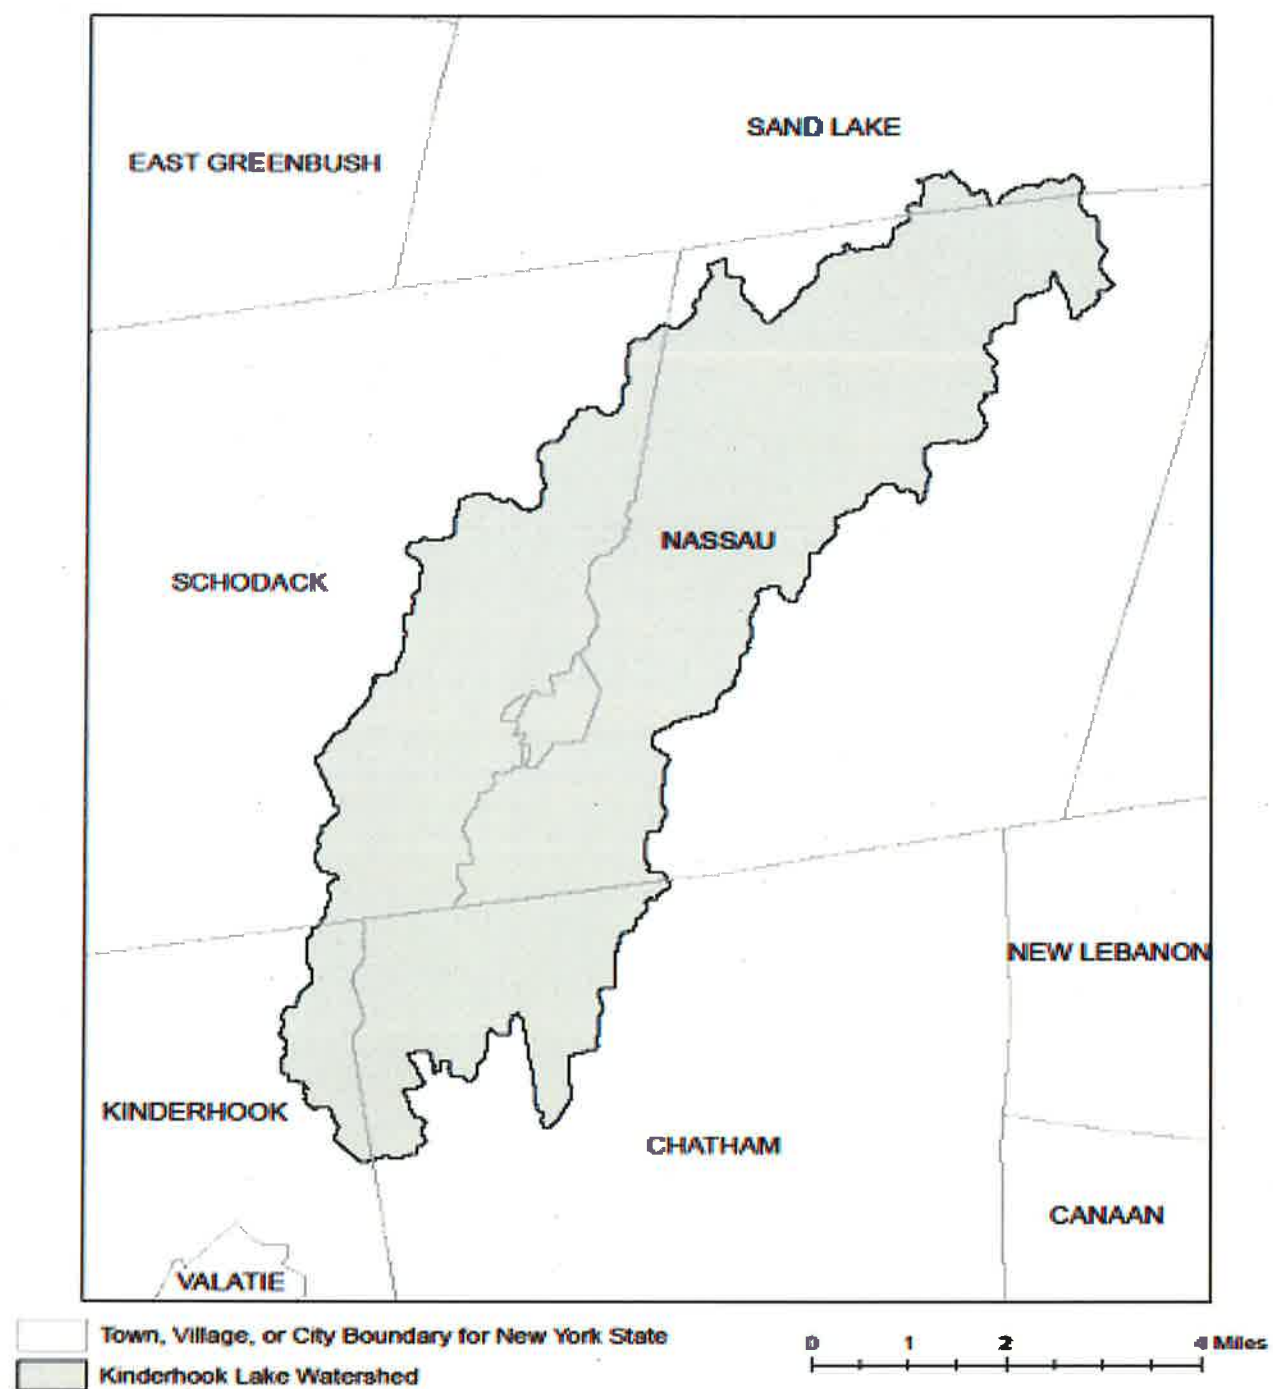 SAND LAKE
EAST GREENBUSH
NASSAU
SCHODACK
NEW LEBANON
KINDERHOOK
CHATHAM
CANAAN
VALATIE
Town, Village, or City Boundary for New York State
Kinderhook Lake Watershed
0 1 2 4 Miles